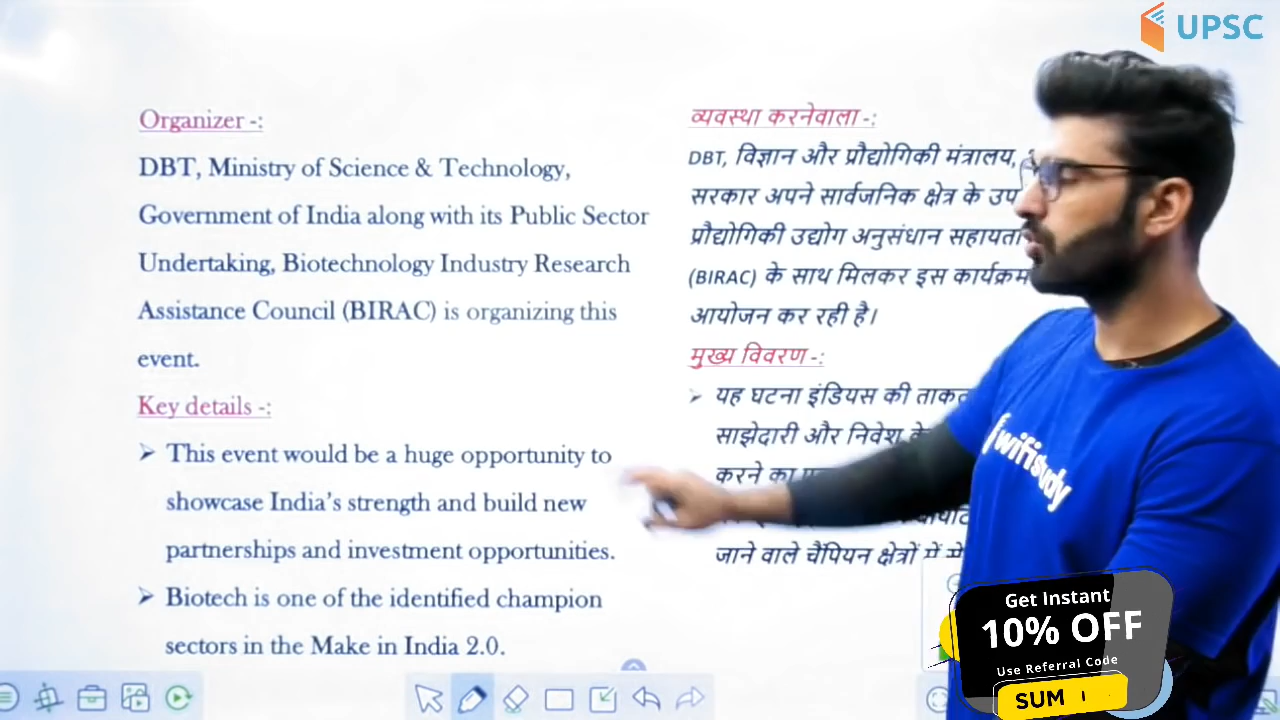 UPSC
Organizer -:
DBT, Ministry of Science & Technology,
Government of India along with its Public Sector
Undertaking, Biotechnology Industry Research
Assistance Council (BIRAC) is organizing this
event.
Key details -:
➢ This event would be a huge opportunity to
showcase India's strength and build new
partnerships and investment opportunities.
➢ Biotech is one of the identified champion
sectors in the Make in India 2.0.
व्यवस्था करनेवाला -:
DBT, विज्ञान और प्रौद्योगिकी मंत्रालय,
सरकार अपने सार्वजनिक क्षेत्र के
प्रौद्योगिकी उद्योग अनुसंधान सहायता
(BIRAC) के साथ मिलकर इस कार्यक्रम
आयोजन कर रही है।
मुख्य विवरण -:
➢ यह घटना इंडियस की
साझेदारी और निवेश
करने का
जाने वाले चैंपियन क्षेत्रों में
wifistudy
Get Instant
10% OFF
Use Referral Code
SUM